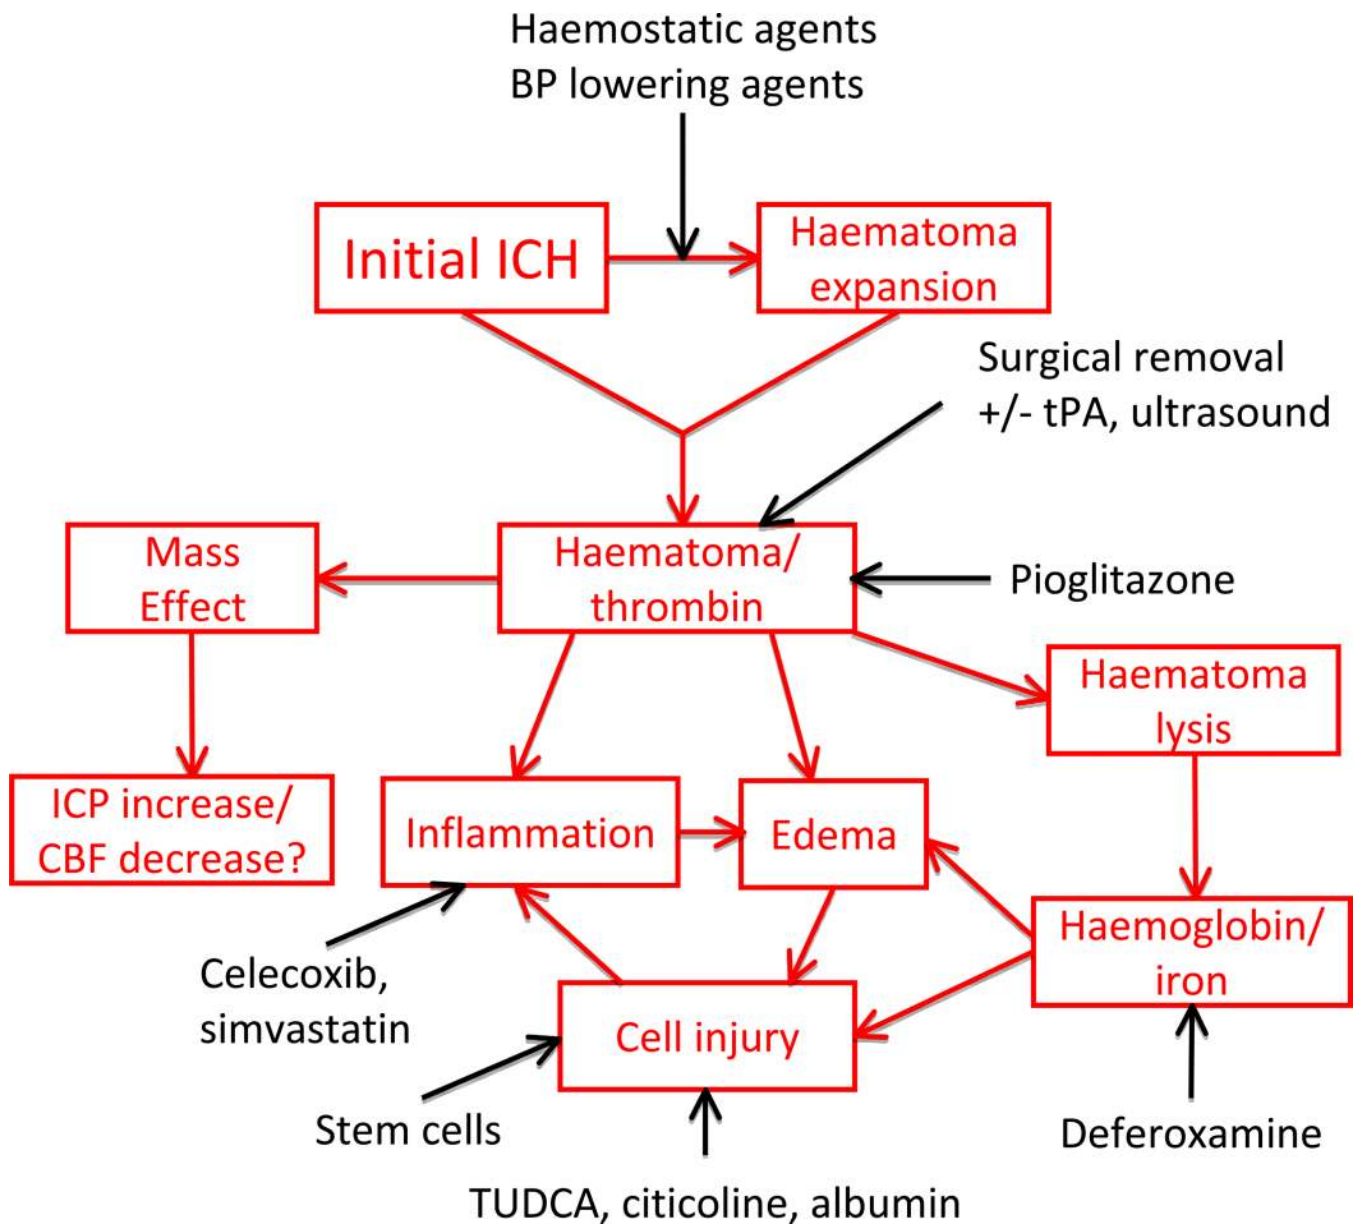 Haemostatic agents
BP lowering agents
Initial ICH
Haematoma
expansion
Surgical removal
+/- tPA, ultrasound
Mass
Effect
Haematoma/
thrombin
Pioglitazone
Haematoma
lysis
ICP increase/
CBF decrease?
Inflammation
Edema
Haemoglobin/
iron
Celecoxib,
simvastatin
Cell injury
Stem cells
Deferoxamine
TUDCA, citicoline, albumin